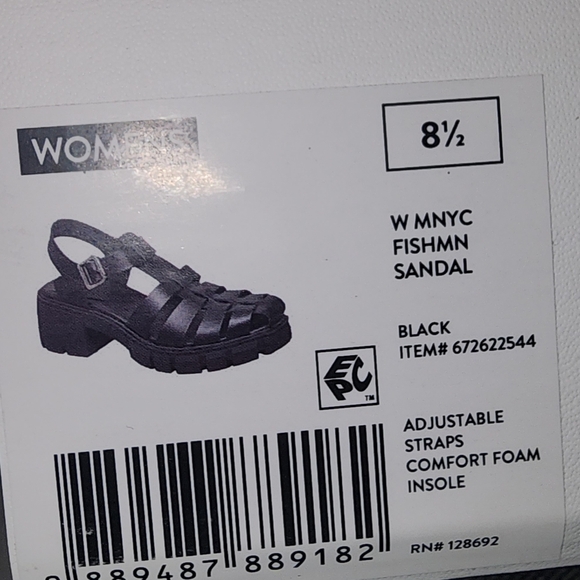 WOMENS
8½
W MNYC
FISHMN
SANDAL
BLACK
ITEM# 672622544
EPC
TM
ADJUSTABLE
STRAPS
COMFORT FOAM
INSOLE
889487 889182
RN# 128692